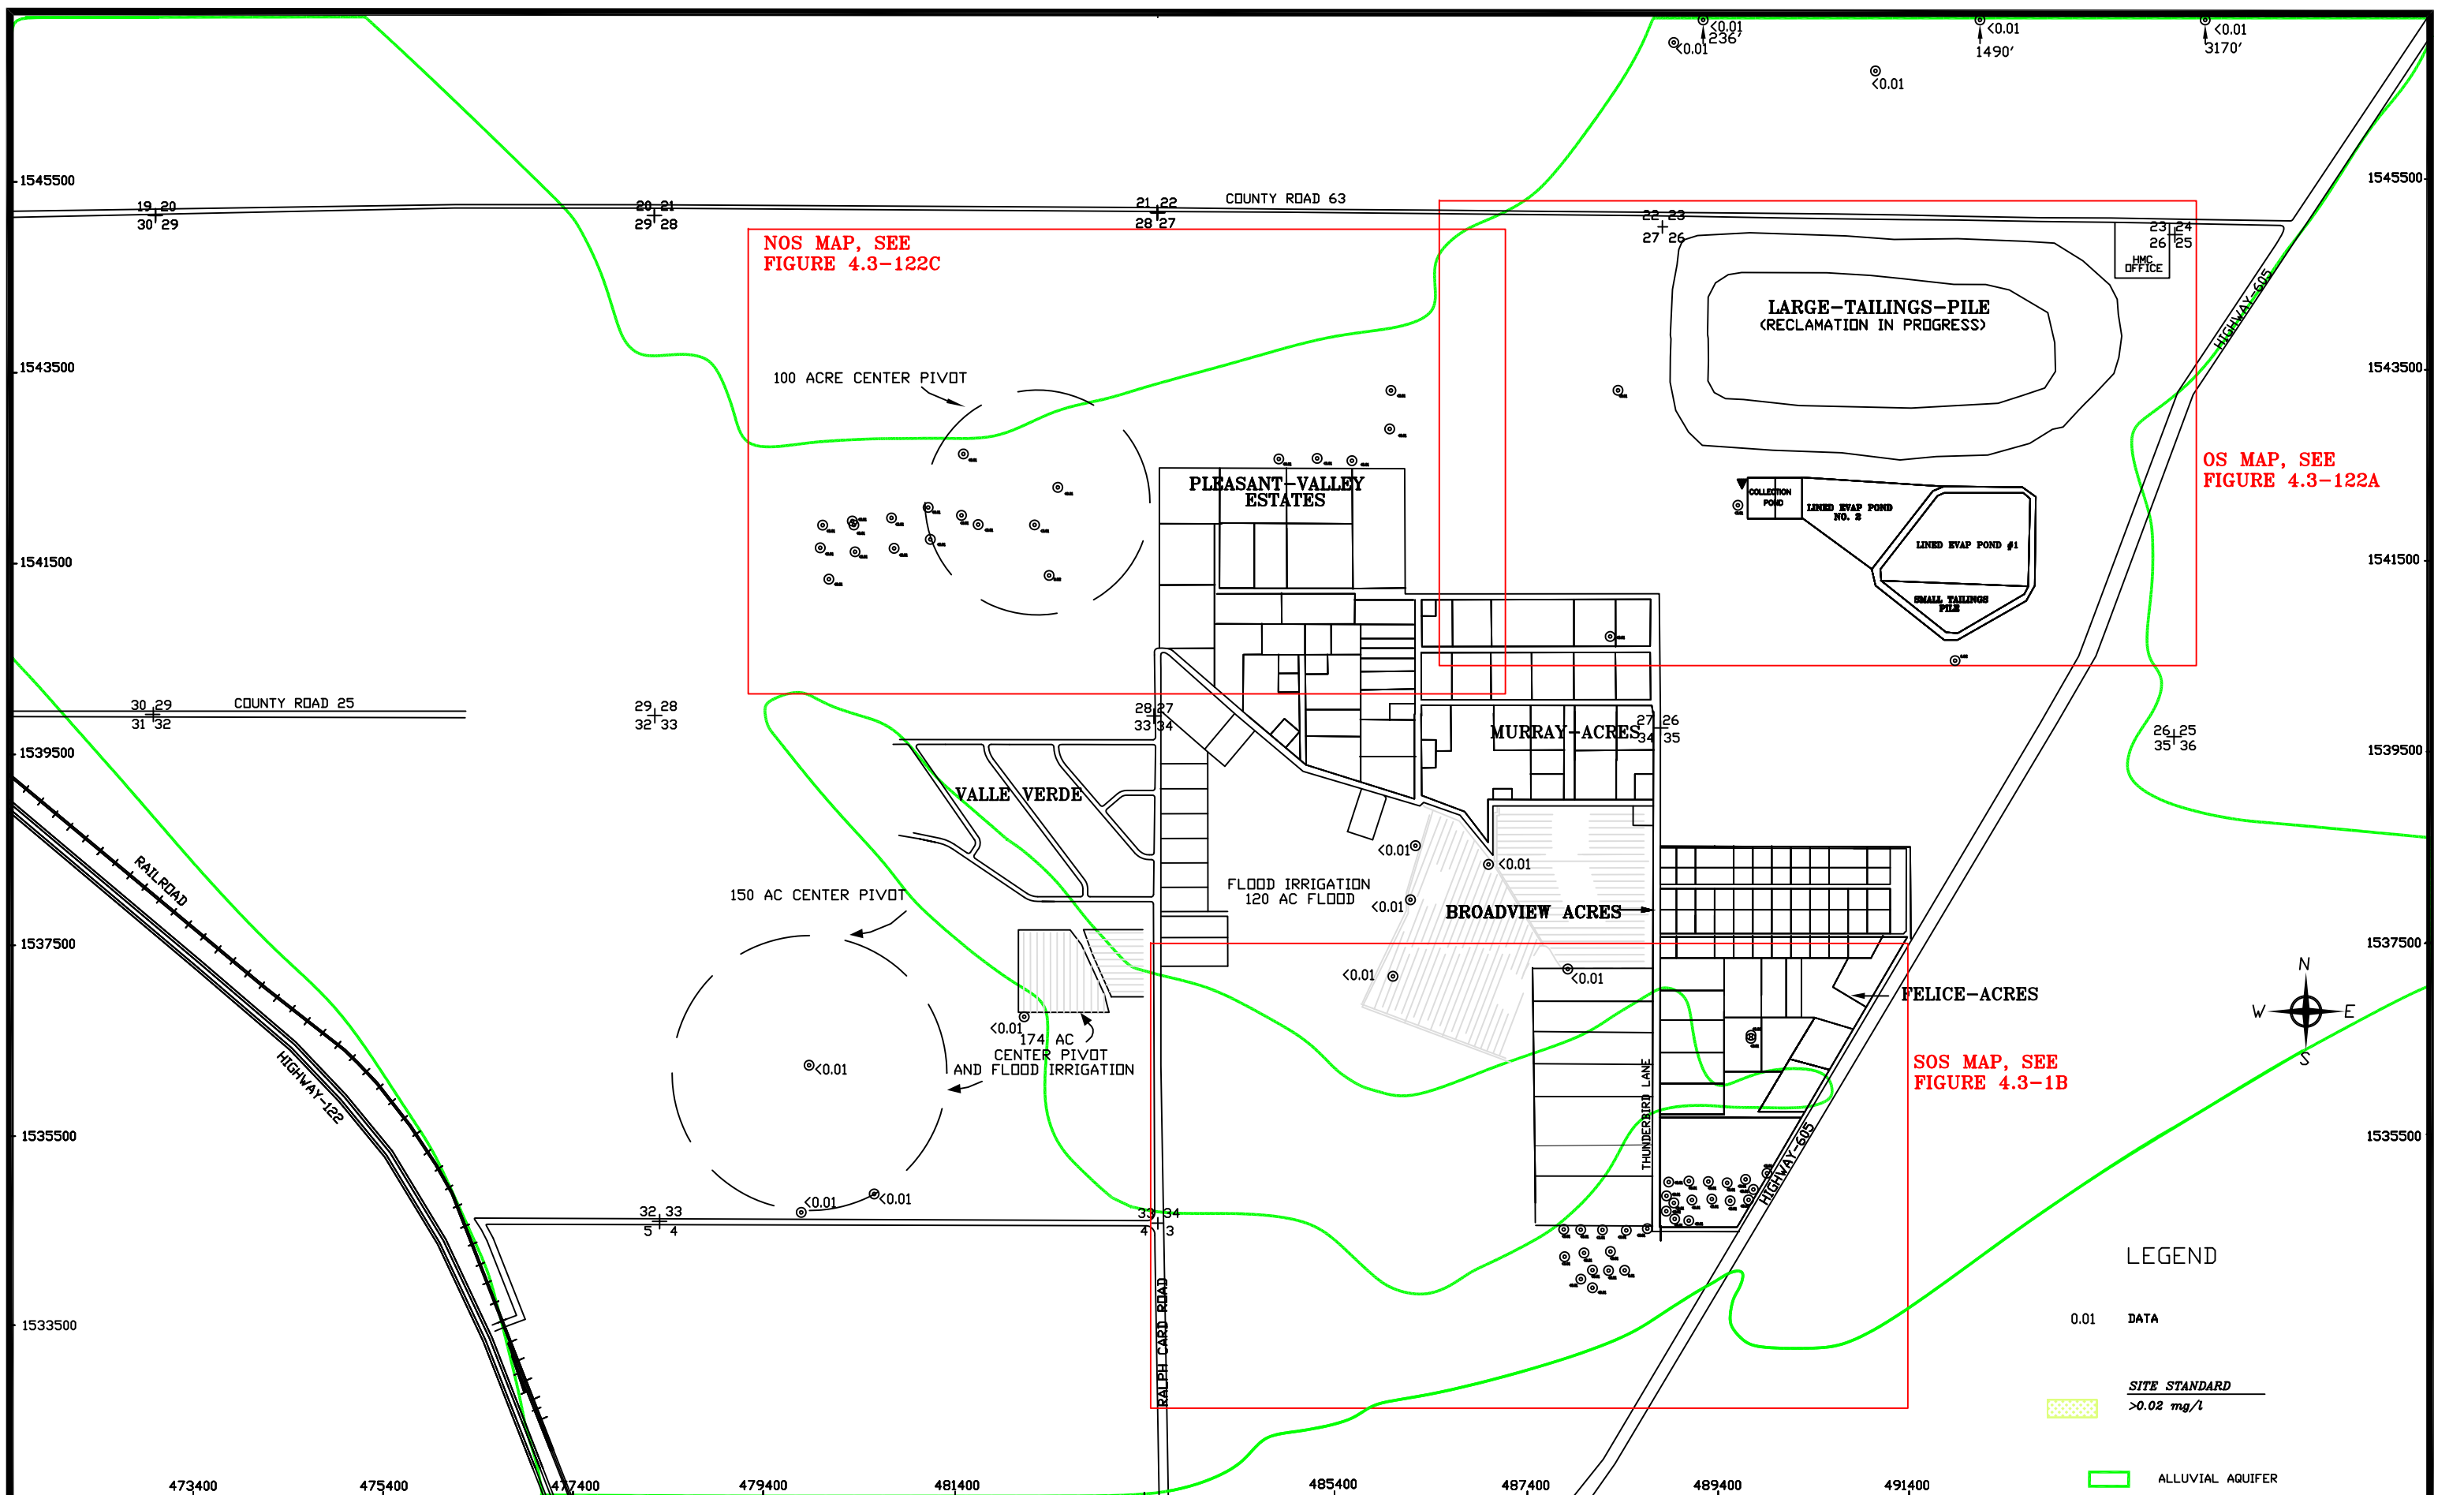 <0.01
236'
<0.01
<0.01
1490'
<0.01
3170'
<0.01
1545500
1545500
COUNTY ROAD 63
19 20
30 29
20 21
29 28
21 22
28 27
22 23
27 26
23 24
26 25
HMC
OFFICE
NOS MAP, SEE
FIGURE 4.3-122C
LARGE-TAILINGS-PILE
(RECLAMATION IN PROGRESS)
HIGHWAY-605
1543500
1543500
100 ACRE CENTER PIVOT
OS MAP, SEE
FIGURE 4.3-122A
PLEASANT-VALLEY
ESTATES
COLLECTION
POND
LINED EVAP POND
NO. 2
LINED EVAP POND #1
SMALL TAILINGS
PILE
1541500
1541500
30 29
31 32
COUNTY ROAD 25
29 28
32 33
28 27
33 34
27 26
34 35
26 25
35 36
MURRAY-ACRES
1539500
1539500
VALLE VERDE
RAILROAD
<0.01
<0.01
150 AC CENTER PIVOT
FLOOD IRRIGATION
120 AC FLOOD
<0.01
BROADVIEW ACRES
1537500
1537500
<0.01
<0.01
N
W
E
S
FELICE-ACRES
<0.01
174 AC
CENTER PIVOT
AND FLOOD IRRIGATION
<0.01
HIGHWAY-122
THUNDERBIRD LANE
SOS MAP, SEE
FIGURE 4.3-1B
1535500
1535500
HIGHWAY-605
<0.01
<0.01
32 33
5 4
33 34
4 3
RALPH CARD ROAD
1533500
LEGEND
0.01 DATA
SITE STANDARD
>0.02 mg/l
ALLUVIAL AQUIFER
473400
475400
477400
479400
481400
485400
487400
489400
491400